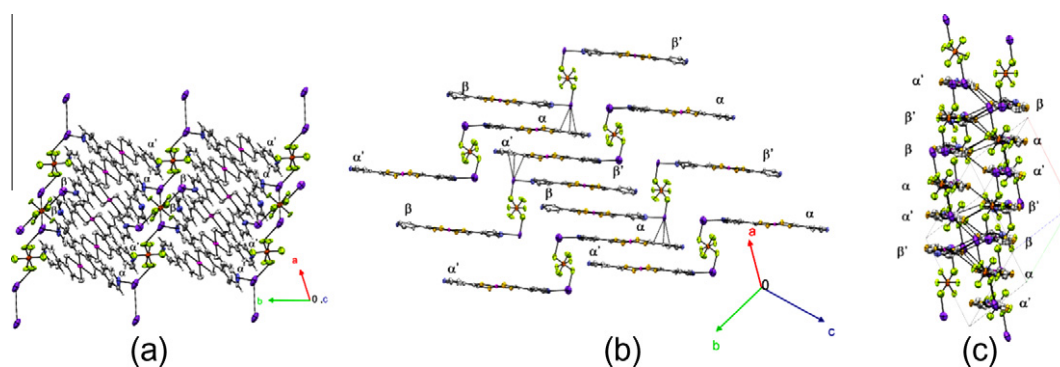 α' α'
β α β α
β β
α' α'
α α
a
b 0 ,c
(a)
β'
β α
α
α' α' β' β'
β
β α α
α' α'
a
0
b c
(b)
α' β
β'
α
β
α'
α
α' β'
β' β
α
α'
(c)